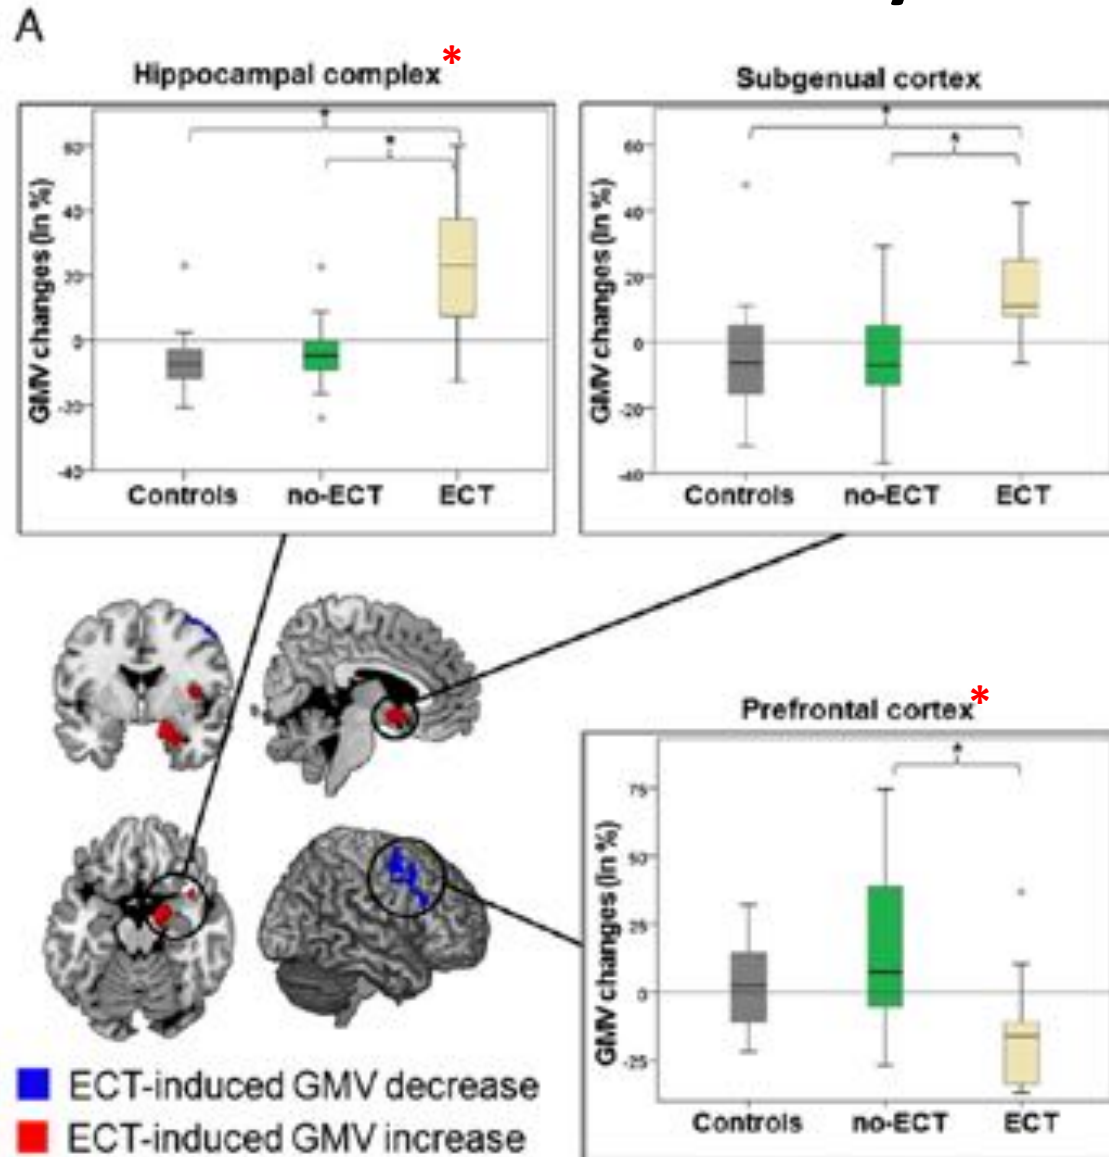 A
Hippocampal complex*
Subgenual cortex
GMV changes (in %)
60
40
20
0
-20
-40
*
*
Controls no-ECT ECT
GMV changes (in %)
60
40
20
0
-20
-40
*
*
Controls no-ECT ECT
Prefrontal cortex*
GMV changes (in %)
75
50
25
0
-25
*
Controls no-ECT ECT
ECT-induced GMV decrease
ECT-induced GMV increase